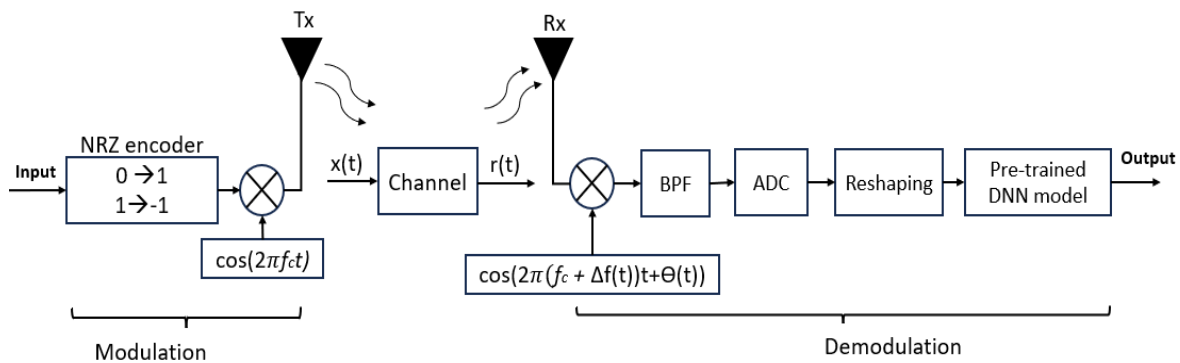 Tx
Rx
NRZ encoder
Input
0 →1
1→-1
x(t)
Channel
r(t)
BPF
ADC
Reshaping
Pre-trained
DNN model
Output
cos(2πfct)
cos(2π(fc + Δf(t))t+Θ(t))
Modulation
Demodulation